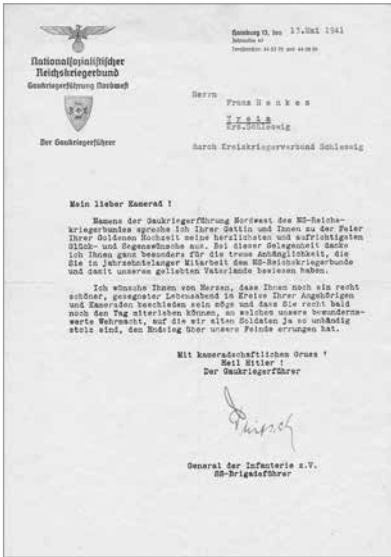 Nationalsozialistischer
Reichskriegerbund
Gaukriegerführung Nordwest
Der Gaukriegerführer
Hamburg 13, den 13.Mai 1941
Herrn
Franz Henkes
Treia
Krs.Schleswig
durch Kreiskriegerverband Schleswig
Mein lieber Kamerad !
Namens der Gaukriegerführung Nordwest des NS-Reichs-
kriegerbundes spreche ich Ihrer Gattin und Ihnen zu der Feier
Ihrer Goldenen Hochzeit meine herzlichsten und aufrichtigsten
Glück- und Segenswünsche aus. Bei dieser Gelegenheit danke
ich Ihnen ganz besonders für die treue Anhänglichkeit, die
Sie in jahrzehntelanger Mitarbeit dem NS-Reichskriegerbunde
und damit unserem geliebten Vaterlande bewiesen haben.
Ich wünsche Ihnen von Herzen, dass Ihnen noch ein recht
schöner, gesegneter Lebensabend im Kreise Ihrer Angehörigen
und Kameraden beschieden sein möge und dass Sie recht bald
noch den Tag miterleben können, an welchem unsere bewunderns-
werte Wehrmacht, auf die wir alten Soldaten ja so unbändig
stolz sind, den Endsieg über unsere Feinde errungen hat.
Mit kameradschaftlichem Gruss !
Heil Hitler !
Der Gaukriegerführer
General der Infanterie z.V.
SS-Brigadeführer